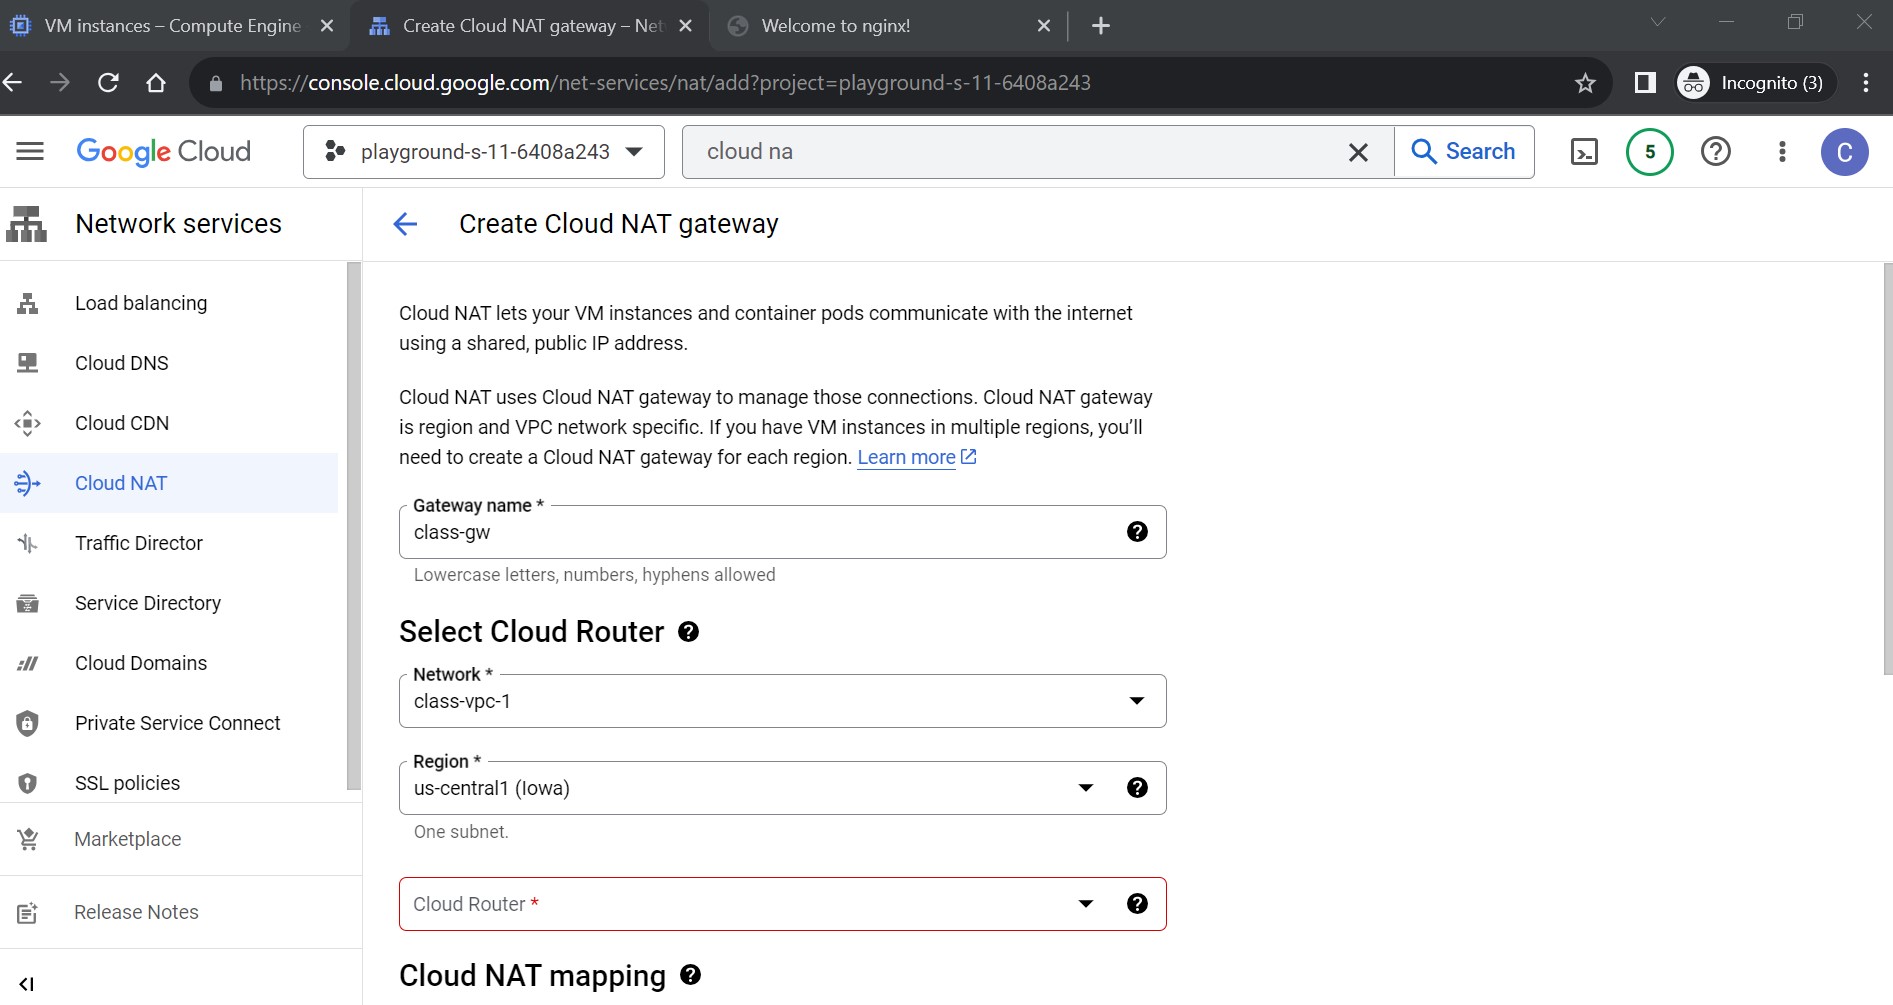 VM instances – Compute Engine
Create Cloud NAT gateway – Net
Welcome to nginx!
https://console.cloud.google.com/net-services/nat/add?project=playground-s-11-6408a243
Incognito (3)
Google Cloud
playground-s-11-6408a243
cloud na
Search
5
C
Network services
Create Cloud NAT gateway
Load balancing
Cloud DNS
Cloud CDN
Cloud NAT
Traffic Director
Service Directory
Cloud Domains
Private Service Connect
SSL policies
Marketplace
Release Notes
Cloud NAT lets your VM instances and container pods communicate with the internet
using a shared, public IP address.
Cloud NAT uses Cloud NAT gateway to manage those connections. Cloud NAT gateway
is region and VPC network specific. If you have VM instances in multiple regions, you’ll
need to create a Cloud NAT gateway for each region. Learn more
Gateway name *
class-gw
Lowercase letters, numbers, hyphens allowed
Select Cloud Router
Network *
class-vpc-1
Region *
us-central1 (Iowa)
One subnet.
Cloud Router *
Cloud NAT mapping